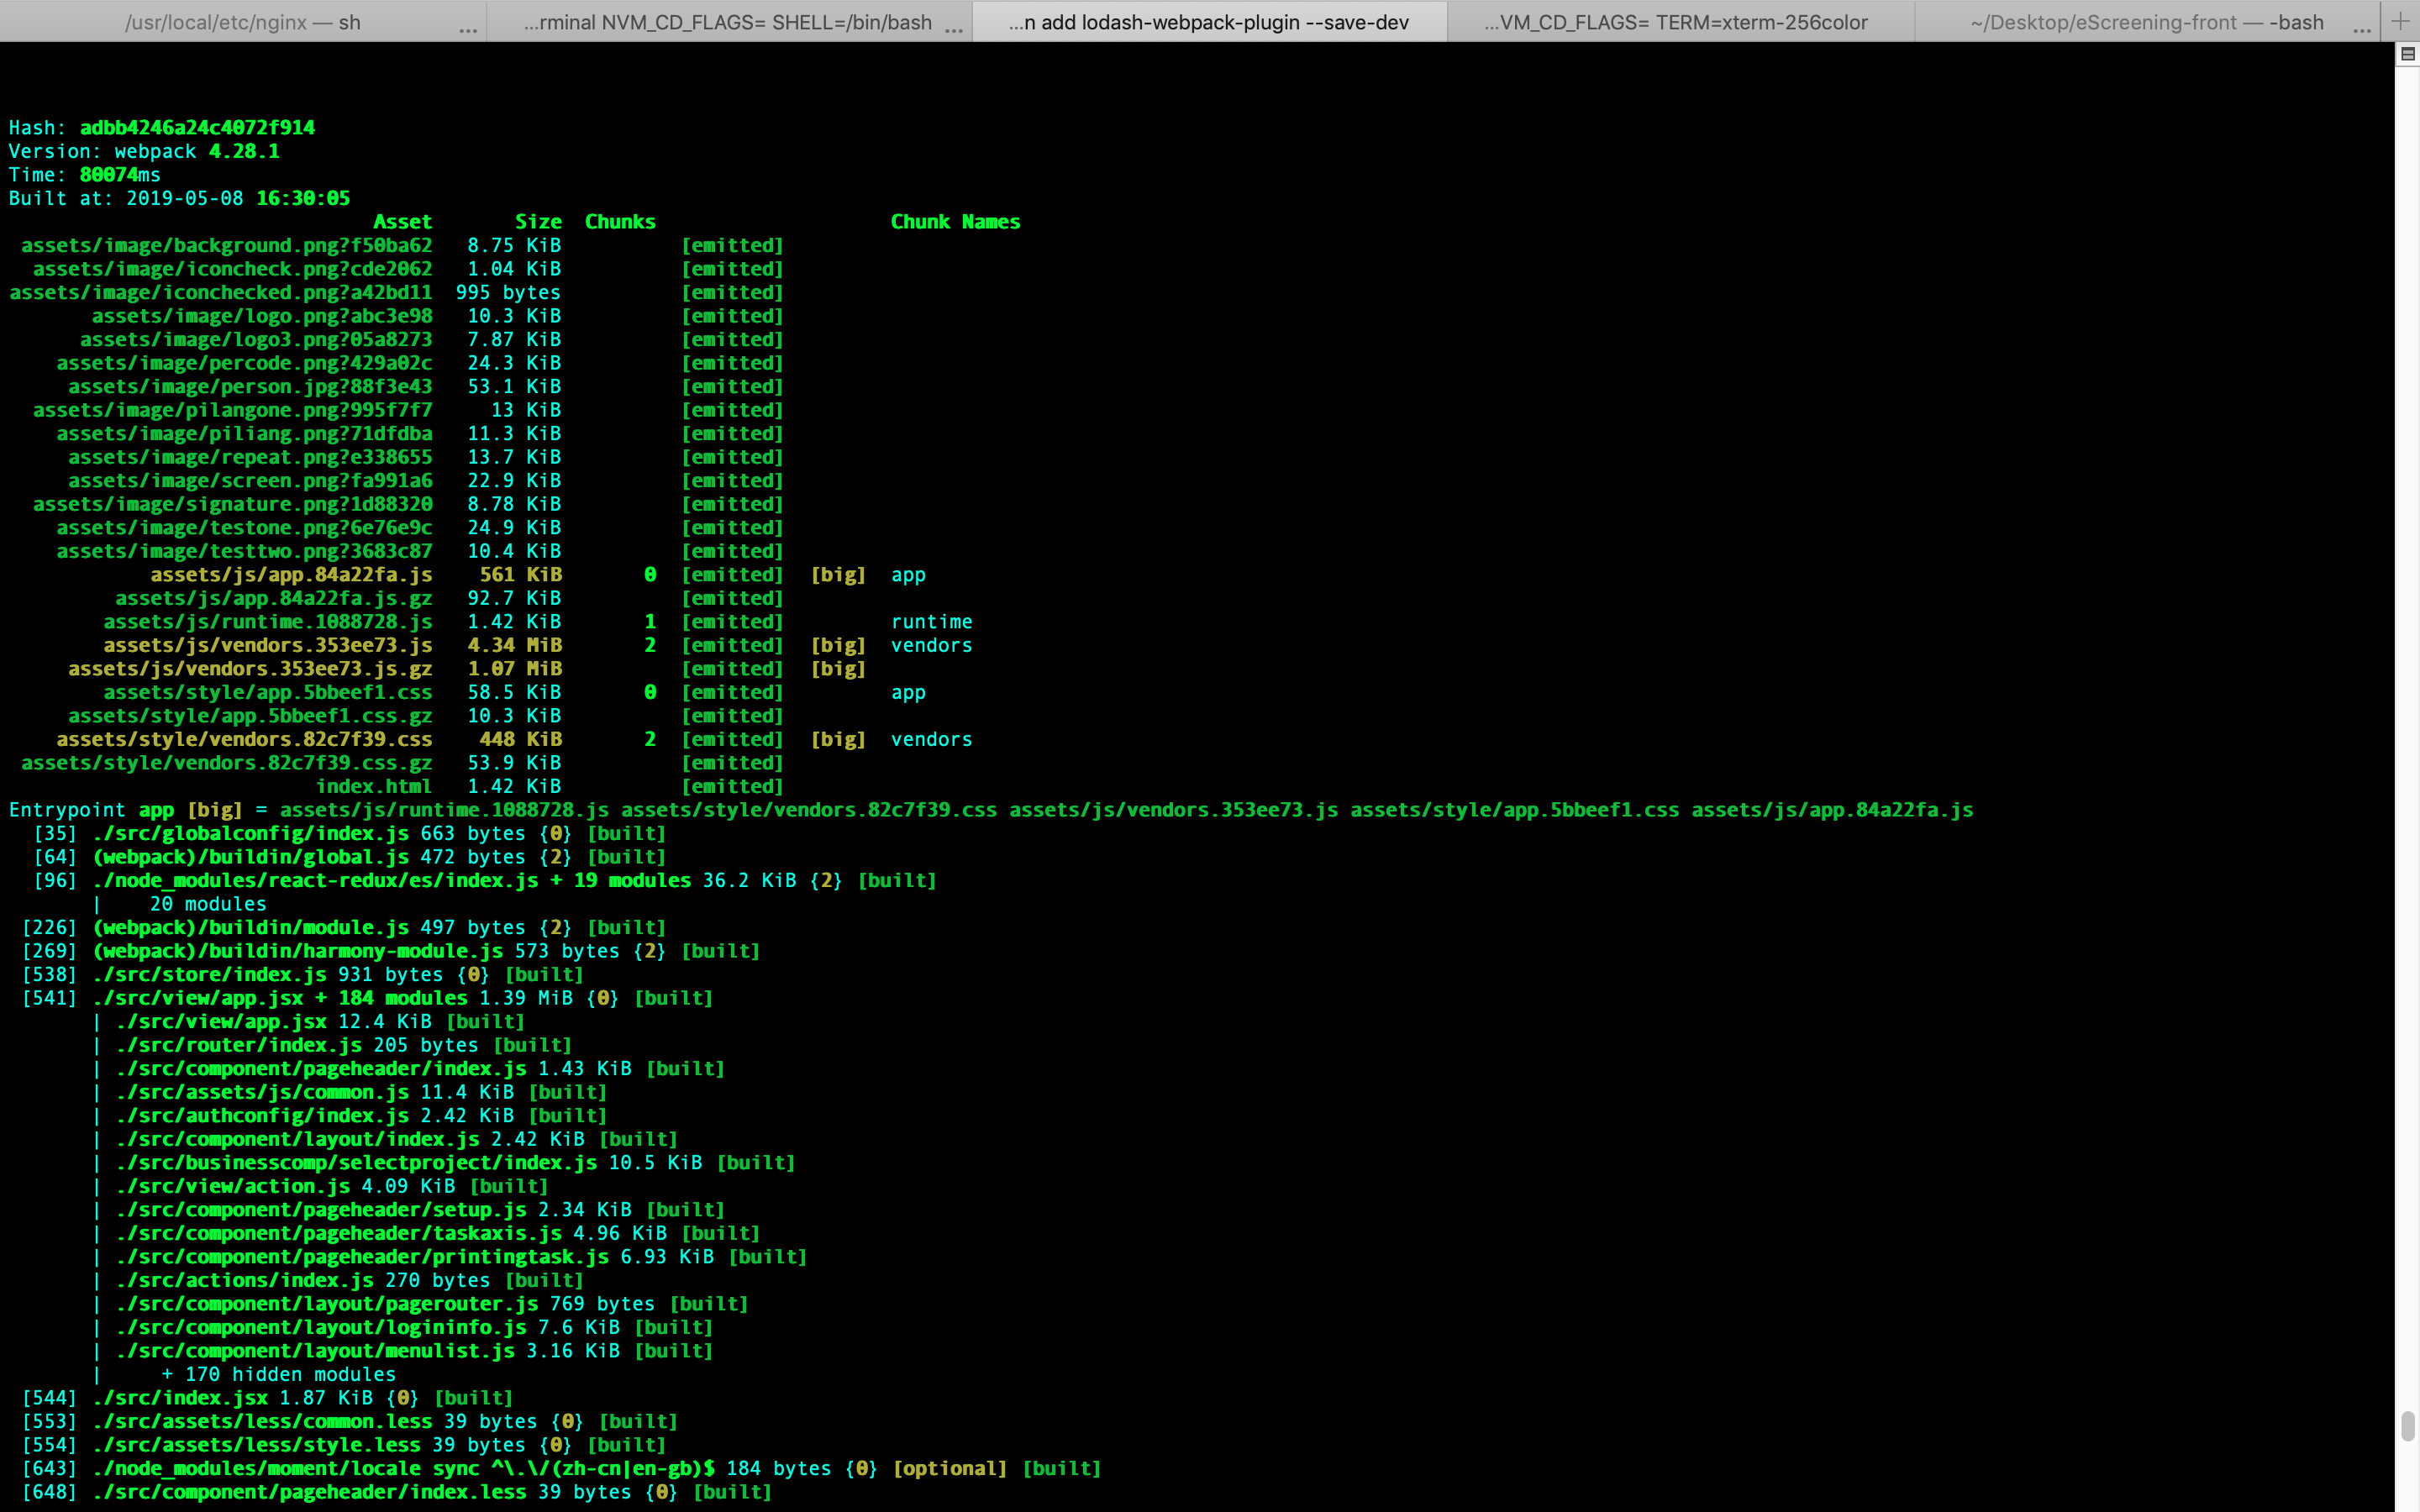 /usr/local/etc/nginx — sh ...
...rminal NVM_CD_FLAGS= SHELL=/bin/bash ...
...n add lodash-webpack-plugin --save-dev
...VM_CD_FLAGS= TERM=xterm-256color
~/Desktop/eScreening-front — -bash ...
Hash: adbb4246a24c4072f914
Version: webpack 4.28.1
Time: 80074ms
Built at: 2019-05-08 16:30:05
Asset Size Chunks Chunk Names
assets/image/background.png?f50ba62 8.75 KiB [emitted]
assets/image/iconcheck.png?cde2062 1.04 KiB [emitted]
assets/image/iconchecked.png?a42bd11 995 bytes [emitted]
assets/image/logo.png?abc3e98 10.3 KiB [emitted]
assets/image/logo3.png?05a8273 7.87 KiB [emitted]
assets/image/percode.png?429a02c 24.3 KiB [emitted]
assets/image/person.jpg?88f3e43 53.1 KiB [emitted]
assets/image/pilangone.png?995f7f7 13 KiB [emitted]
assets/image/piliang.png?71dfdba 11.3 KiB [emitted]
assets/image/repeat.png?e338655 13.7 KiB [emitted]
assets/image/screen.png?fa991a6 22.9 KiB [emitted]
assets/image/signature.png?1d88320 8.78 KiB [emitted]
assets/image/testone.png?6e76e9c 24.9 KiB [emitted]
assets/image/testtwo.png?3683c87 10.4 KiB [emitted]
assets/js/app.84a22fa.js 561 KiB 0 [emitted] [big] app
assets/js/app.84a22fa.js.gz 92.7 KiB [emitted]
assets/js/runtime.1088728.js 1.42 KiB 1 [emitted] runtime
assets/js/vendors.353ee73.js 4.34 MiB 2 [emitted] [big] vendors
assets/js/vendors.353ee73.js.gz 1.07 MiB [emitted] [big]
assets/style/app.5bbeef1.css 58.5 KiB 0 [emitted] app
assets/style/app.5bbeef1.css.gz 10.3 KiB [emitted]
assets/style/vendors.82c7f39.css 448 KiB 2 [emitted] [big] vendors
assets/style/vendors.82c7f39.css.gz 53.9 KiB [emitted]
index.html 1.42 KiB [emitted]
Entrypoint app [big] = assets/js/runtime.1088728.js assets/style/vendors.82c7f39.css assets/js/vendors.353ee73.js assets/style/app.5bbeef1.css assets/js/app.84a22fa.js
[35] ./src/globalconfig/index.js 663 bytes {0} [built]
[64] (webpack)/buildin/global.js 472 bytes {2} [built]
[96] ./node_modules/react-redux/es/index.js + 19 modules 36.2 KiB {2} [built]
| 20 modules
[226] (webpack)/buildin/module.js 497 bytes {2} [built]
[269] (webpack)/buildin/harmony-module.js 573 bytes {2} [built]
[538] ./src/store/index.js 931 bytes {0} [built]
[541] ./src/view/app.jsx + 184 modules 1.39 MiB {0} [built]
| ./src/view/app.jsx 12.4 KiB [built]
| ./src/router/index.js 205 bytes [built]
| ./src/component/pageheader/index.js 1.43 KiB [built]
| ./src/assets/js/common.js 11.4 KiB [built]
| ./src/authconfig/index.js 2.42 KiB [built]
| ./src/component/layout/index.js 2.42 KiB [built]
| ./src/businesscomp/selectproject/index.js 10.5 KiB [built]
| ./src/view/action.js 4.09 KiB [built]
| ./src/component/pageheader/setup.js 2.34 KiB [built]
| ./src/component/pageheader/taskaxis.js 4.96 KiB [built]
| ./src/component/pageheader/printingtask.js 6.93 KiB [built]
| ./src/actions/index.js 270 bytes [built]
| ./src/component/layout/pagerouter.js 769 bytes [built]
| ./src/component/layout/logininfo.js 7.6 KiB [built]
| ./src/component/layout/menulist.js 3.16 KiB [built]
| + 170 hidden modules
[544] ./src/index.jsx 1.87 KiB {0} [built]
[553] ./src/assets/less/common.less 39 bytes {0} [built]
[554] ./src/assets/less/style.less 39 bytes {0} [built]
[643] ./node_modules/moment/locale sync ^\.\/(zh-cn|en-gb)$ 184 bytes {0} [optional] [built]
[648] ./src/component/pageheader/index.less 39 bytes {0} [built]